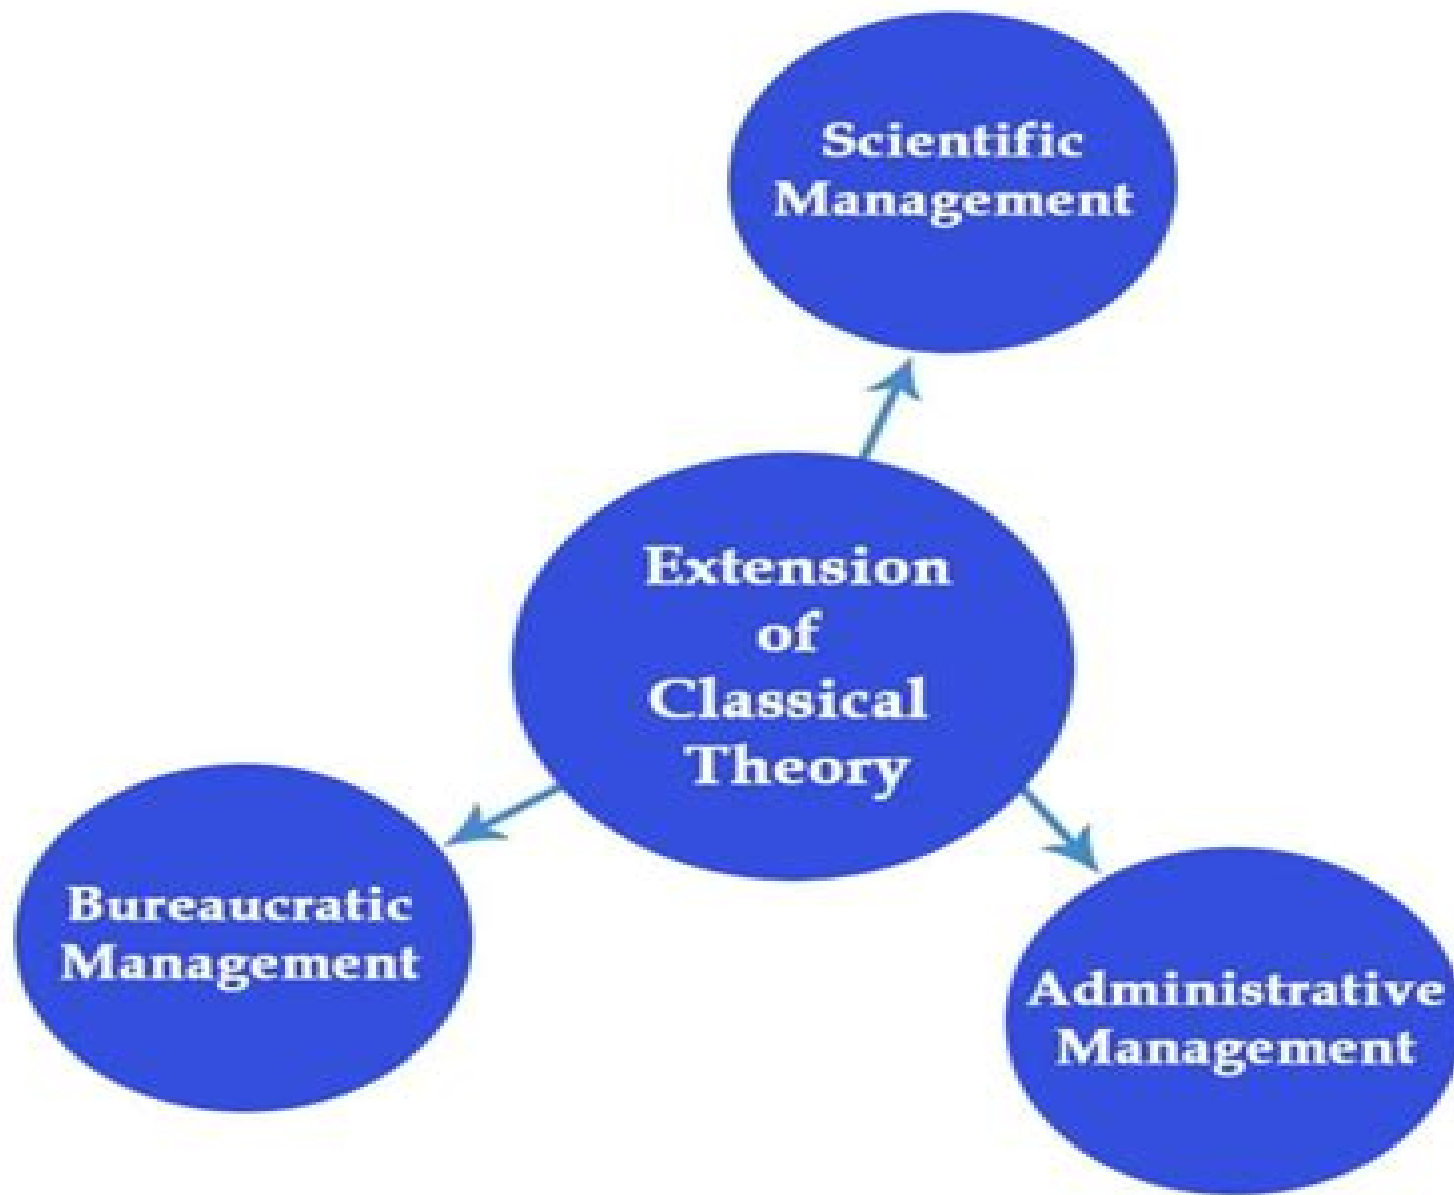 Scientific
Management
Extension
of
Classical
Theory
Bureaucratic
Management
Administrative
Management